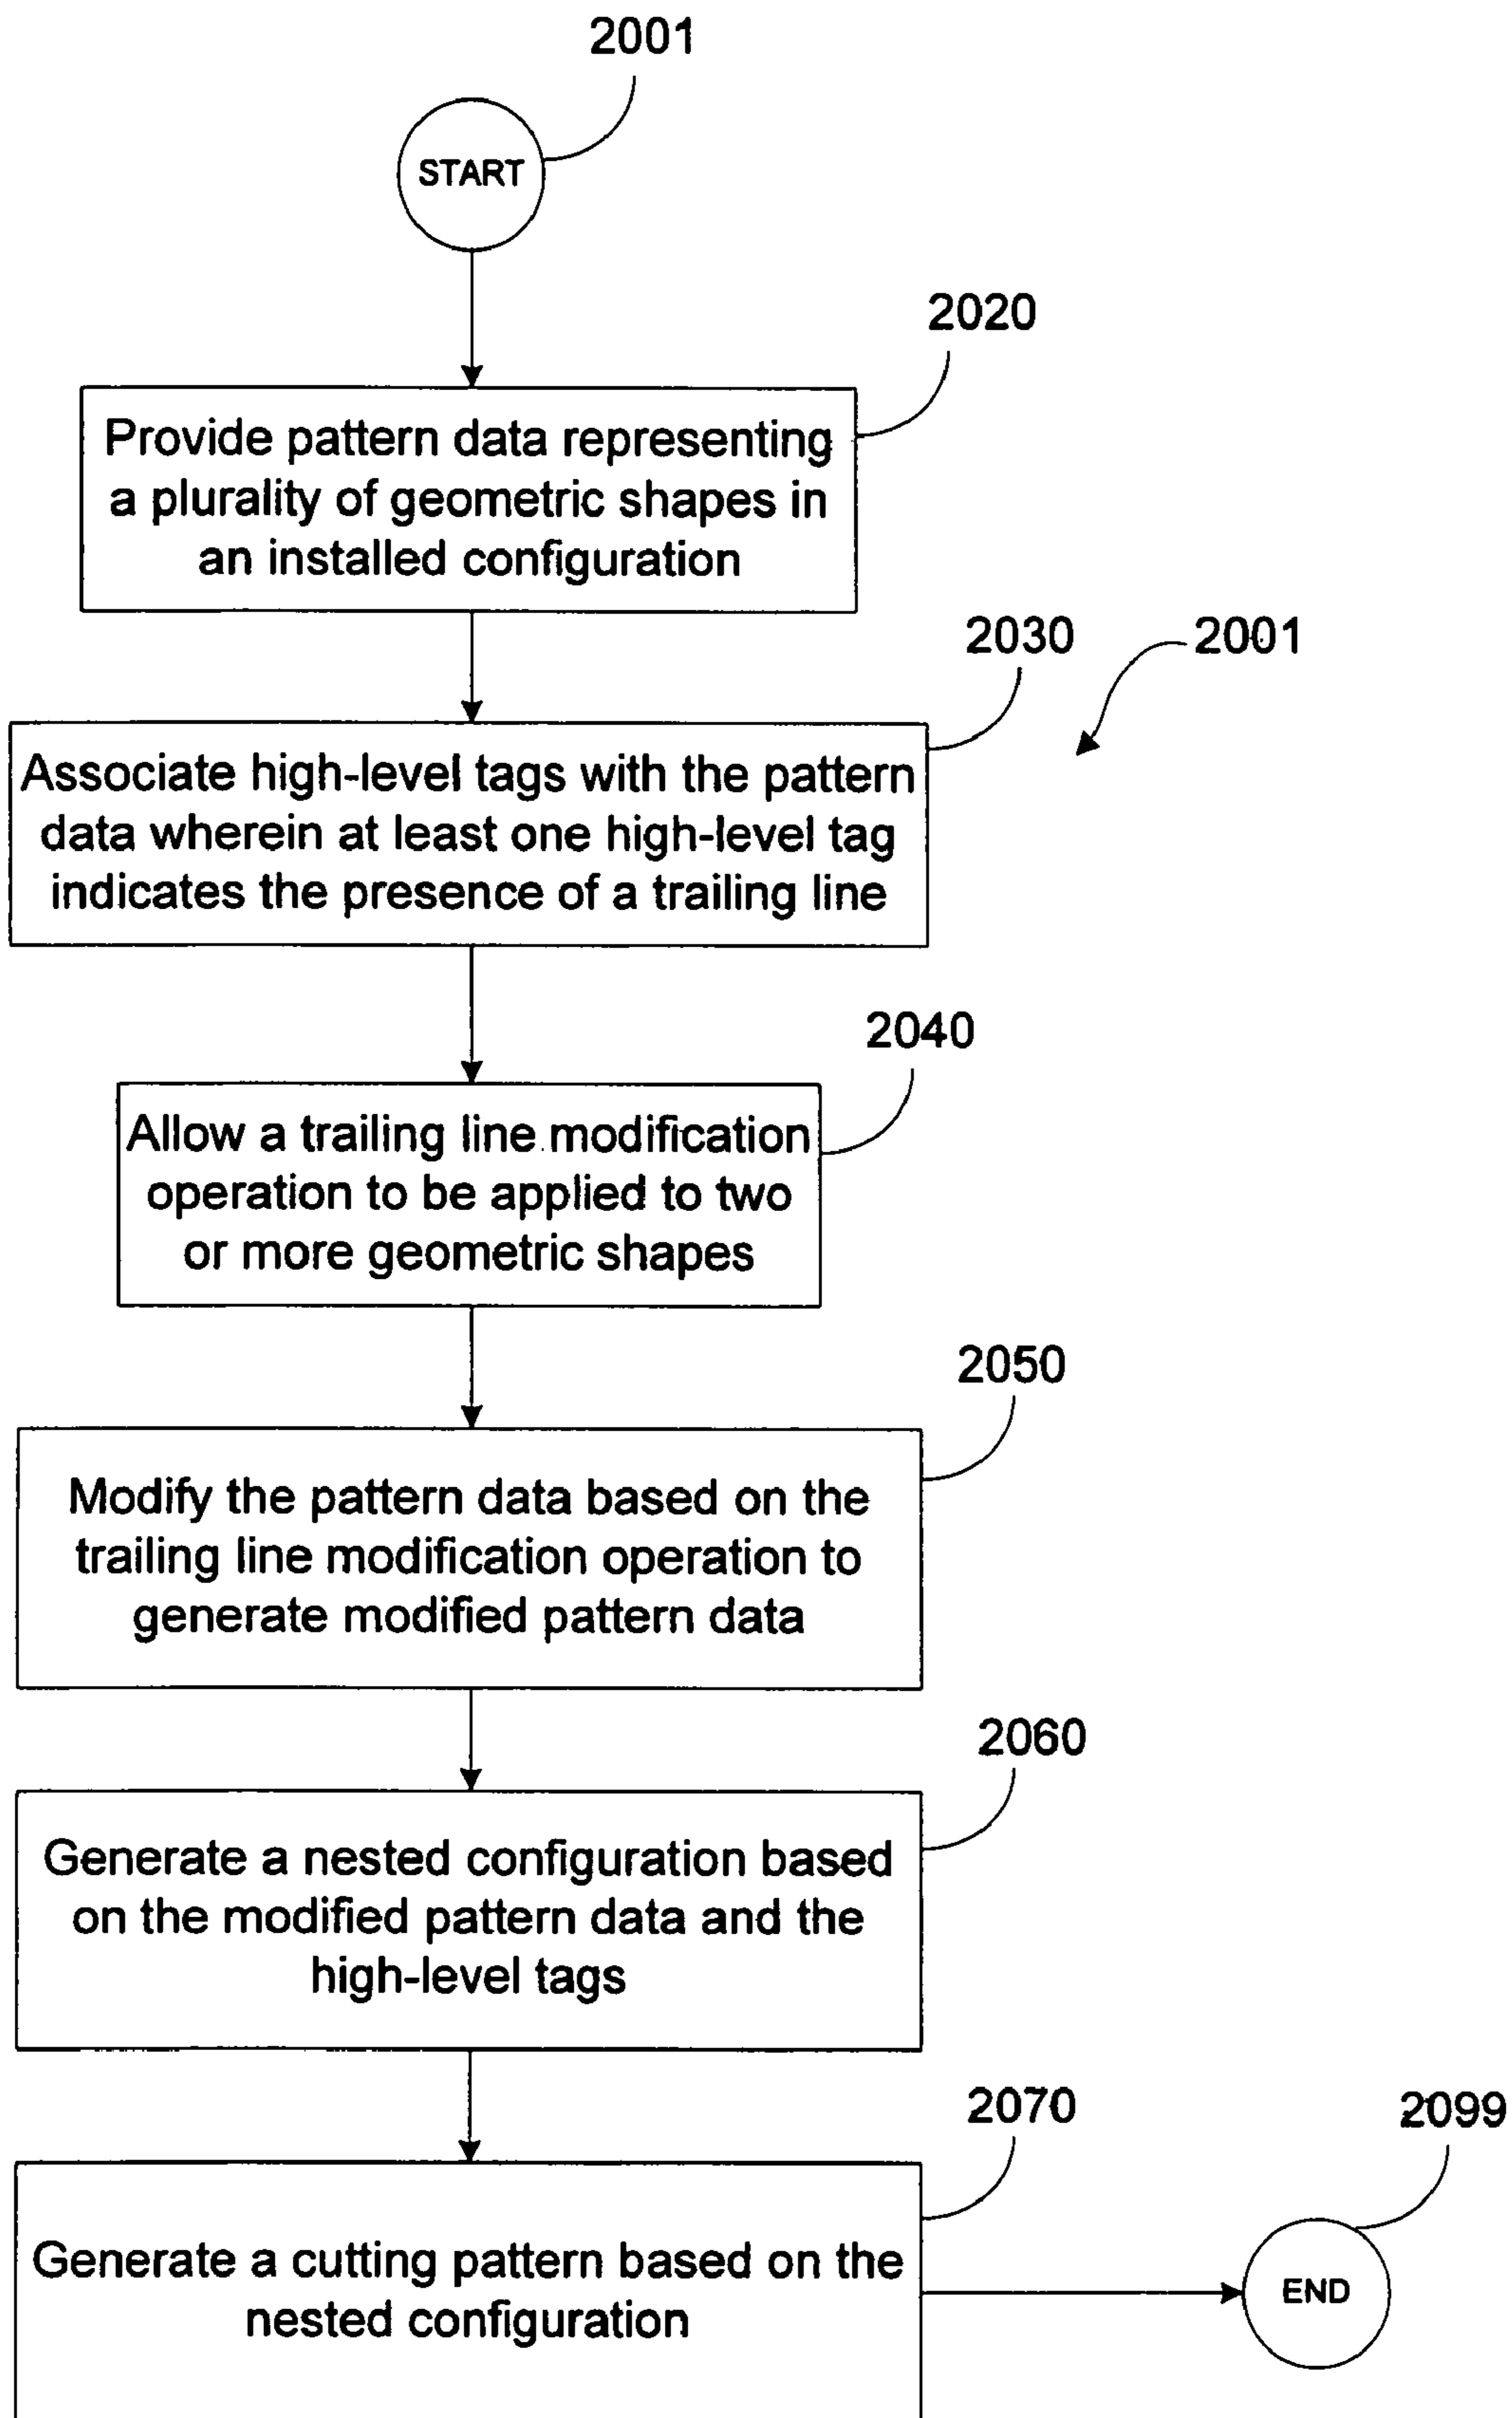 2001
START
2020
Provide pattern data representing
a plurality of geometric shapes in
an installed configuration
2030
2001
Associate high-level tags with the pattern
data wherein at least one high-level tag
indicates the presence of a trailing line
2040
Allow a trailing line modification
operation to be applied to two
or more geometric shapes
2050
Modify the pattern data based on the
trailing line modification operation to
generate modified pattern data
2060
Generate a nested configuration based
on the modified pattern data and the
high-level tags
2070
2099
Generate a cutting pattern based on the
nested configuration
END